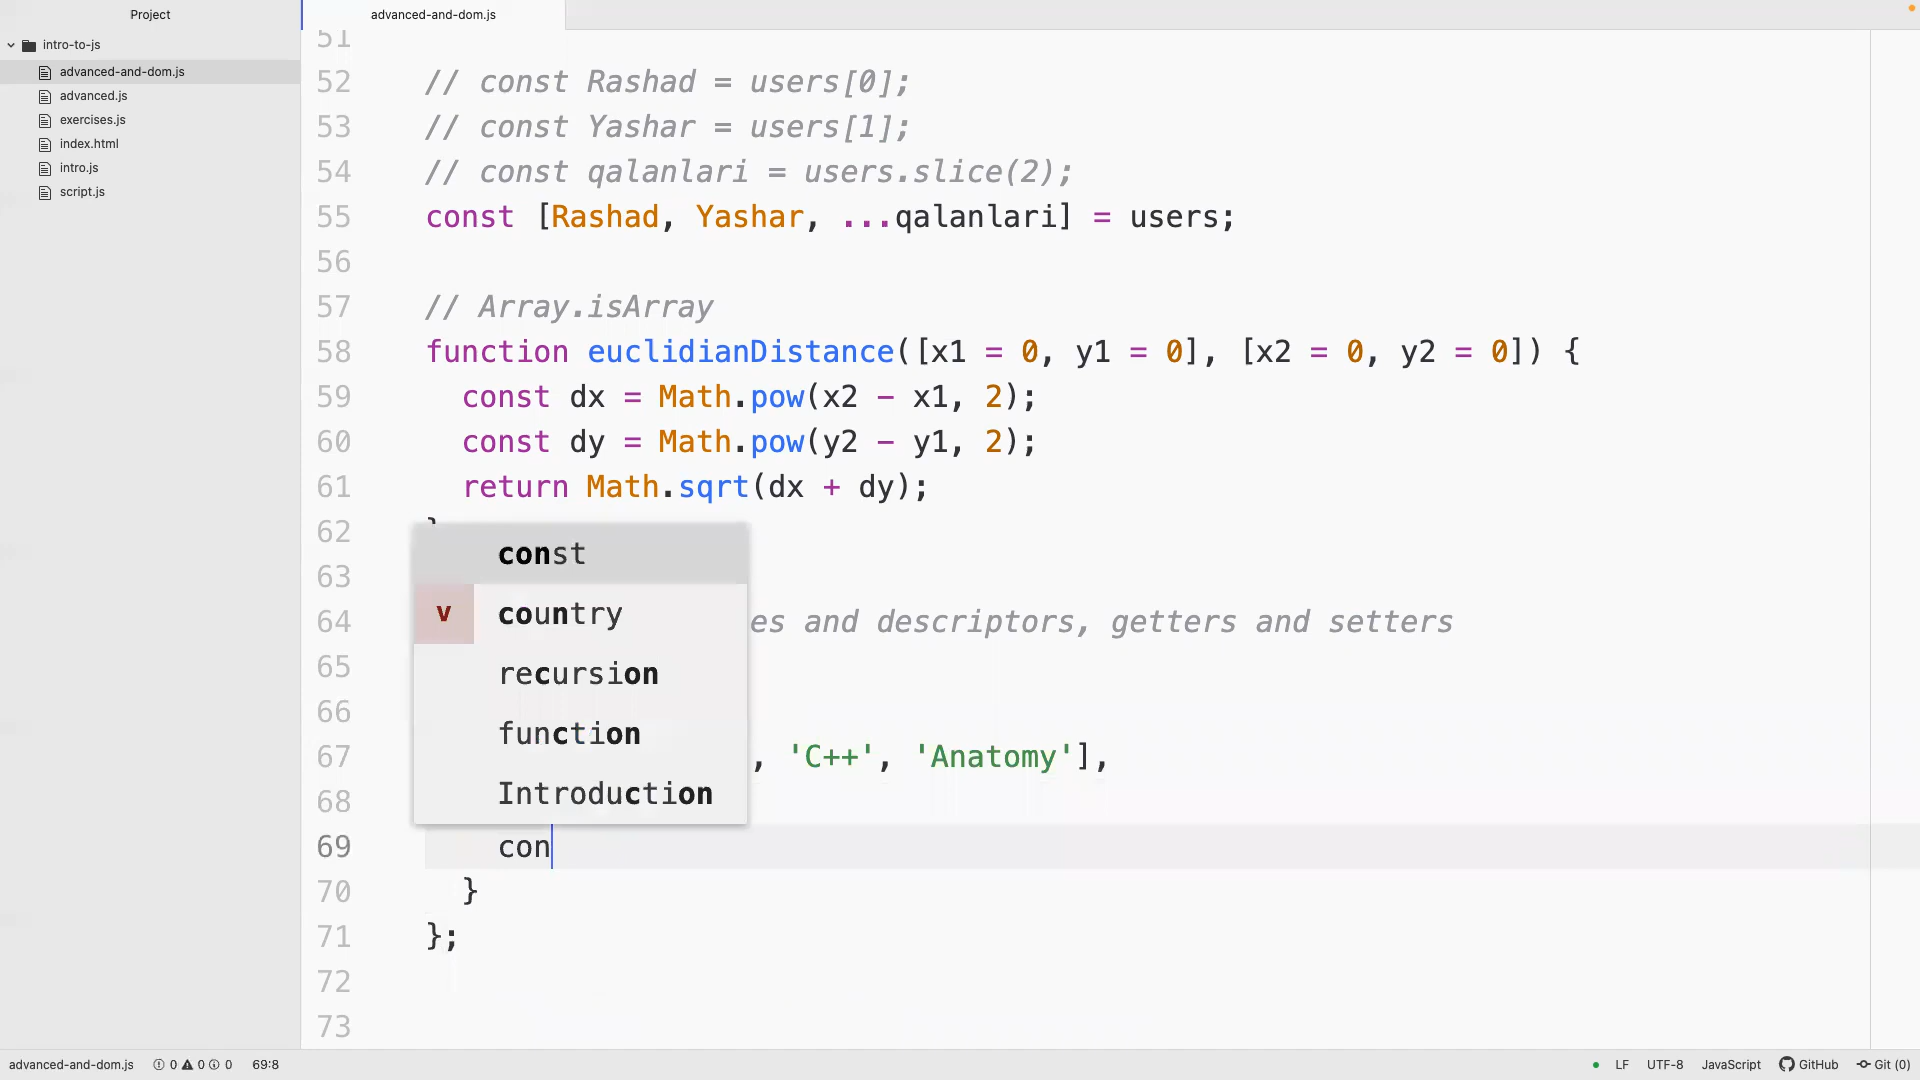 Project
advanced-and-dom.js
intro-to-js
advanced-and-dom.js
advanced.js
exercises.js
index.html
intro.js
script.js
51
52 // const Rashad = users[0];
53 // const Yashar = users[1];
54 // const qalanlari = users.slice(2);
55 const [Rashad, Yashar, ...qalanlari] = users;
56
57 // Array.isArray
58 function euclidianDistance([x1 = 0, y1 = 0], [x2 = 0, y2 = 0]) {
59 const dx = Math.pow(x2 - x1, 2);
60 const dy = Math.pow(y2 - y1, 2);
61 return Math.sqrt(dx + dy);
62 }
const
63
v country
64 es and descriptors, getters and setters
65
recursion
66
function
67 , 'C++', 'Anatomy'],
68
Introduction
69 con
70 }
71 };
72
73
advanced-and-dom.js 0 0 0 69:8 LF UTF-8 JavaScript GitHub Git (0)